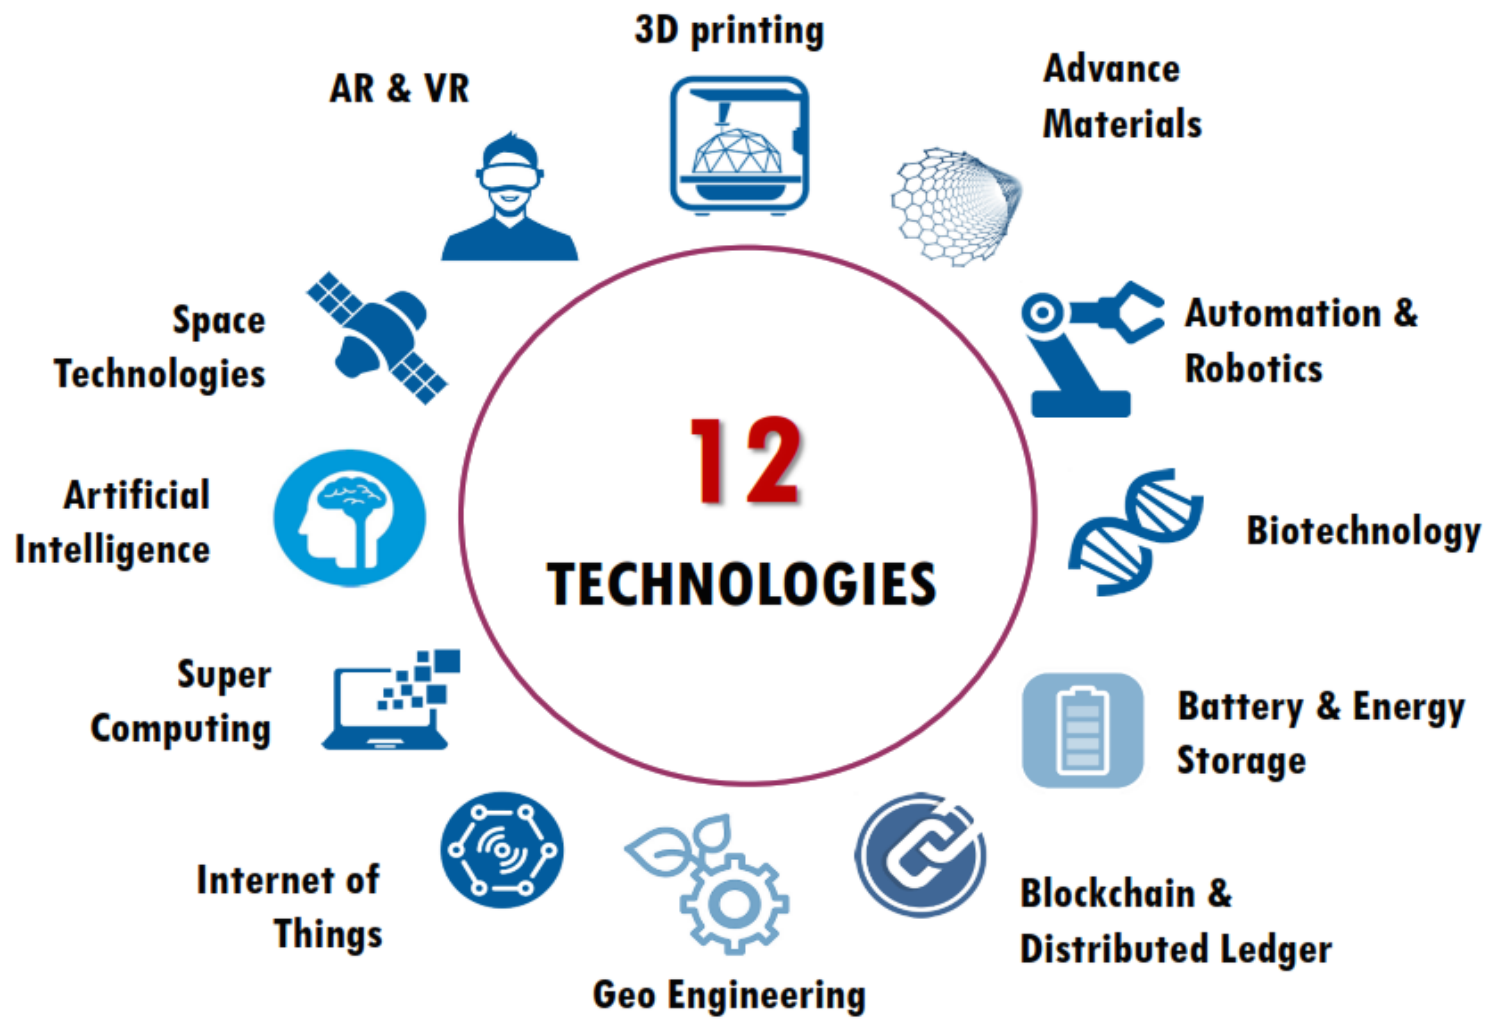 3D printing
Advance
Materials
Automation &
Robotics
Biotechnology
Battery & Energy
Storage
Blockchain &
Distributed Ledger
Geo Engineering
Internet of
Things
Super
Computing
Artificial
Intelligence
Space
Technologies
AR & VR
12
TECHNOLOGIES